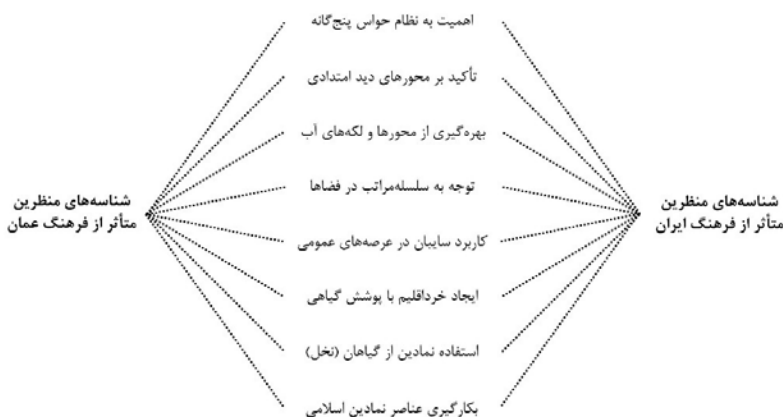 اهمیت به نظام حواس پنج‌گانه
تأکید بر محورهای دید امتدادی
بهره‌گیری از محورها و لکه‌های آب
شناسه‌های منظرین
متأثر از فرهنگ ایران
توجه به سلسله‌مراتب در فضاها
شناسه‌های منظرین
متأثر از فرهنگ عمان
کاربرد سایبان در عرصه‌های عمومی
ایجاد خرداقلیم با پوشش گیاهی
استفاده نمادین از گیاهان (نخل)
بکارگیری عناصر نمادین اسلامی